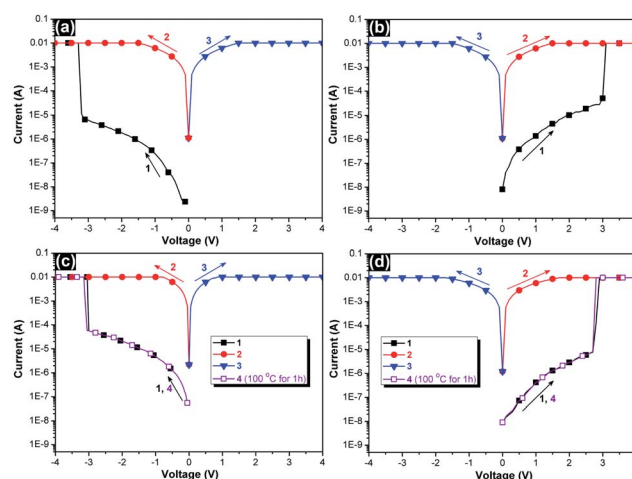 (a)
2
3
1
0.1
0.01
1E-3
1E-4
1E-5
1E-6
1E-7
1E-8
1E-9
Current (A)
-4 -3 -2 -1 0 1 2 3 4
Voltage (V)
(b)
3
2
1
0.1
0.01
1E-3
1E-4
1E-5
1E-6
1E-7
1E-8
1E-9
Current (A)
-4 -3 -2 -1 0 1 2 3
Voltage (V)
(c)
2
3
1
2
3
4 (100 °C for 1h)
1, 4
0.1
0.01
1E-3
1E-4
1E-5
1E-6
1E-7
1E-8
1E-9
Current (A)
-4 -3 -2 -1 0 1 2 3 4
Voltage (V)
(d)
3
2
1
2
3
4 (100 °C for 1h)
1, 4
0.1
0.01
1E-3
1E-4
1E-5
1E-6
1E-7
1E-8
1E-9
Current (A)
-4 -3 -2 -1 0 1 2 3
Voltage (V)